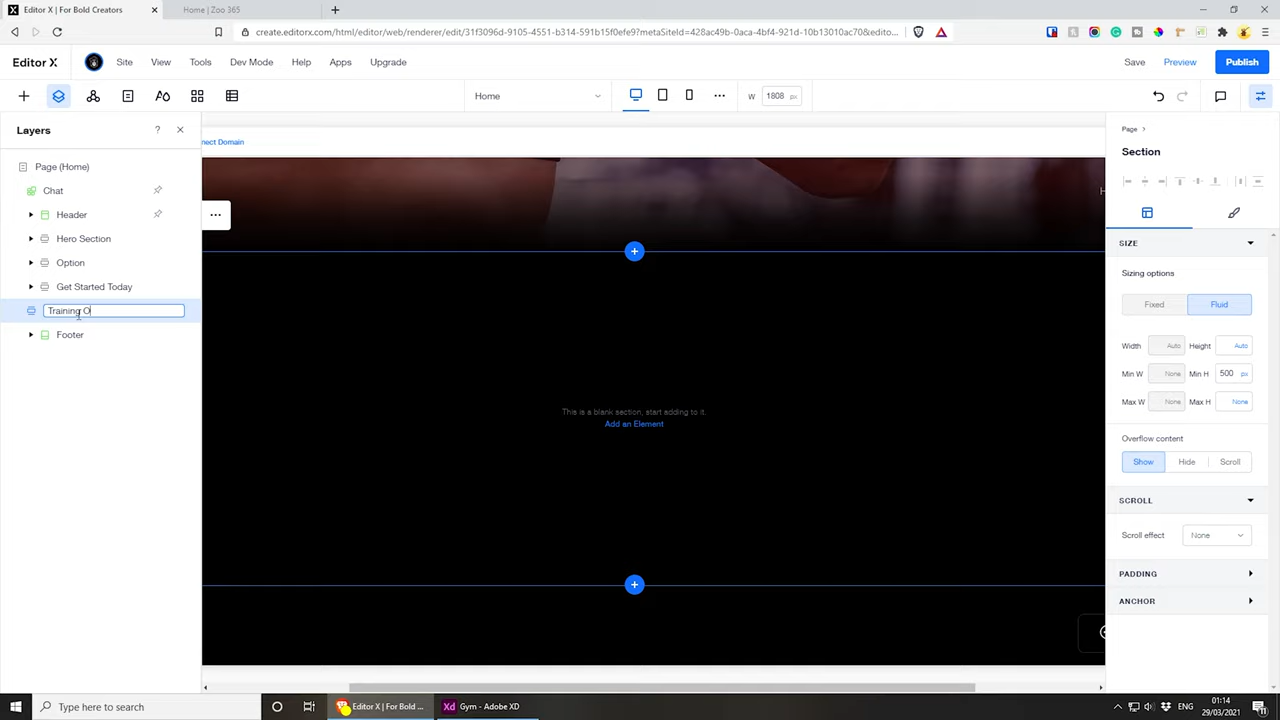 Editor X | For Bold Creators
Home | Zoo 365
create.editorx.com/html/editor/web/renderer/edit/31f3096d-9105-4551-b314-591b15f0efe9?metaSiteId=428ac49b-0aca-4bf4-921d-10b13010ac70&edito...
Editor X
Site
View
Tools
Dev Mode
Help
Apps
Upgrade
Save
Preview
Publish
Home
W
1808
px
Layers
?
Page (Home)
Chat
Header
Hero Section
Option
Get Started Today
Training O
Footer
nect Domain
H
This is a blank section, start adding to it.
Add an Element
Page
Section
SIZE
Sizing options
Fixed
Fluid
Width
Auto
Height
Auto
Min W
None
Min H
500
px
Max W
None
Max H
None
Overflow content
Show
Hide
Scroll
SCROLL
Scroll effect
None
PADDING
ANCHOR
Type here to search
Editor X | For Bold ...
Xd
Gym - Adobe XD
ENG
01:14
29/03/2021